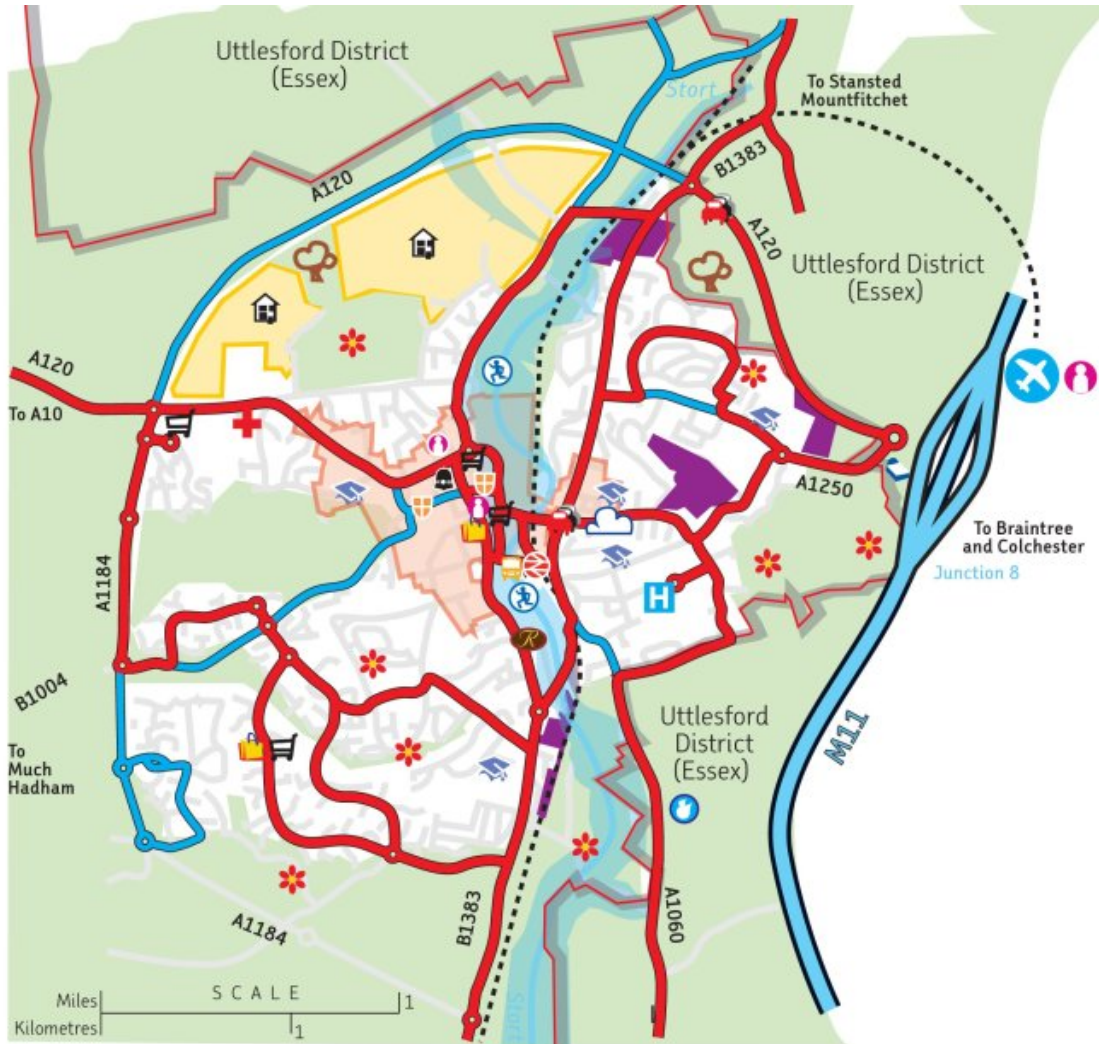 Uttlesford District
(Essex)
Stort
To Stansted
Mountfitchet
B1383
A120
A120
Uttlesford District
(Essex)
A120
To A10
A1250
To Braintree
and Colchester
Junction 8
H
A1184
R
B1004
Uttlesford
District
(Essex)
M11
To
Much
Hadham
A1184
B1383
A1060
Stort
SCALE
Miles
1
Kilometres
1